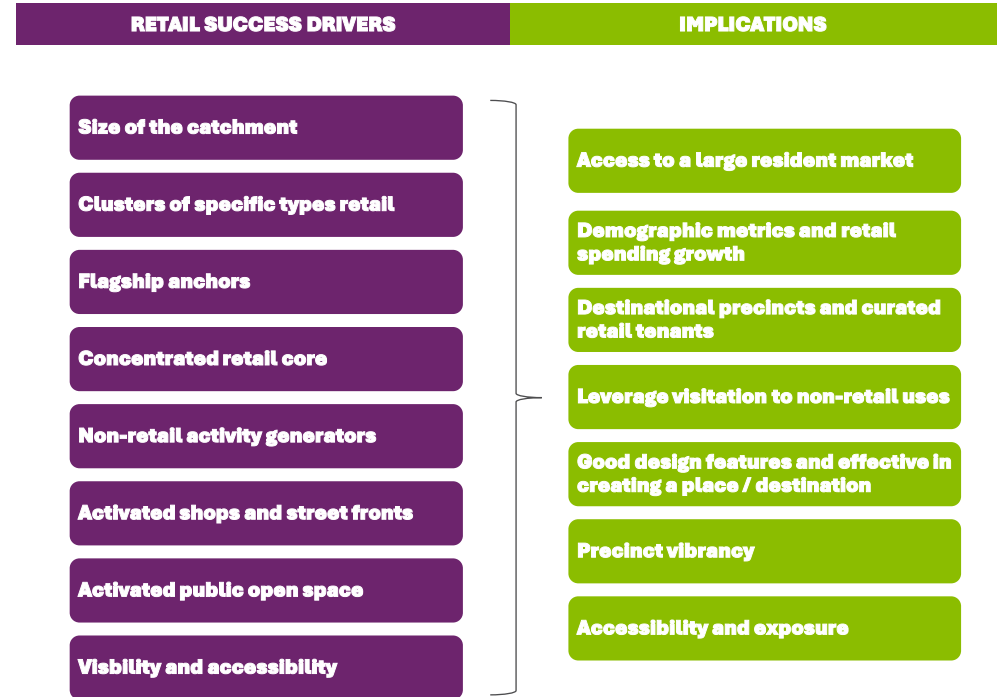 RETAIL SUCCESS DRIVERS
IMPLICATIONS
Size of the catchment
Clusters of specific types retail
Flagship anchors
Concentrated retail core
Non-retail activity generators
Activated shops and street fronts
Activated public open space
Visbility and accessibility
Access to a large resident market
Demographic metrics and retail
spending growth
Destinational precincts and curated
retail tenants
Leverage visitation to non-retail uses
Good design features and effective in
creating a place / destination
Precinct vibrancy
Accessibility and exposure